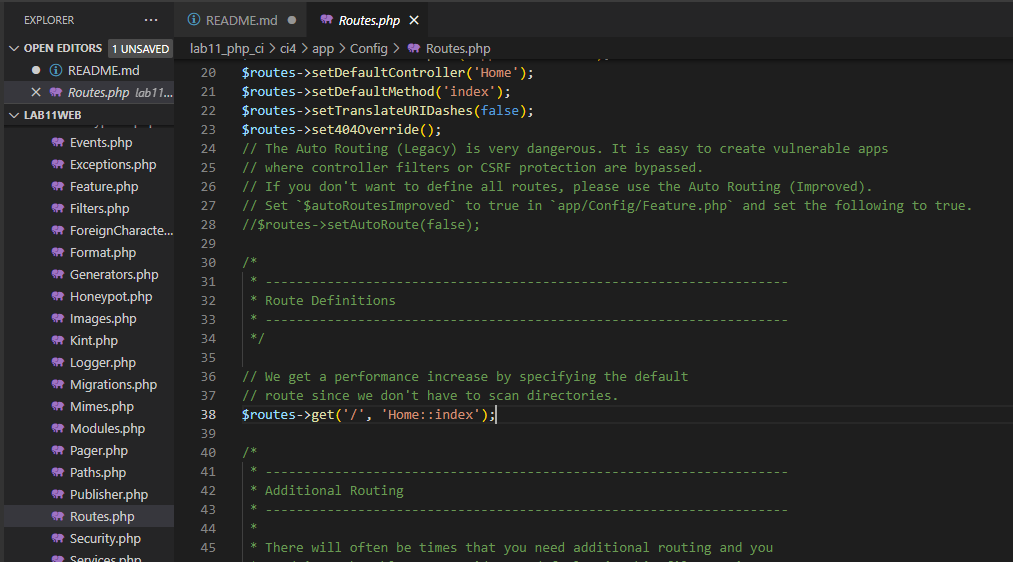 EXPLORER
···
README.md
Routes.php
OPEN EDITORS
1 UNSAVED
README.md
Routes.php lab11...
LAB11WEB
Events.php
Exceptions.php
Feature.php
Filters.php
ForeignCharacte...
Format.php
Generators.php
Honeypot.php
Images.php
Kint.php
Logger.php
Migrations.php
Mimes.php
Modules.php
Pager.php
Paths.php
Publisher.php
Routes.php
Security.php
Services.php
lab11_php_ci > ci4 > app > Config > Routes.php
20 $routes->setDefaultController('Home');
21 $routes->setDefaultMethod('index');
22 $routes->setTranslateURIDashes(false);
23 $routes->set404Override();
24 // The Auto Routing (Legacy) is very dangerous. It is easy to create vulnerable apps
25 // where controller filters or CSRF protection are bypassed.
26 // If you don't want to define all routes, please use the Auto Routing (Improved).
27 // Set `$autoRoutesImproved` to true in `app/Config/Feature.php` and set the following to true.
28 //$routes->setAutoRoute(false);
29
30 /*
31 * --------------------------------------------------------------------
32 * Route Definitions
33 * --------------------------------------------------------------------
34 */
35
36 // We get a performance increase by specifying the default
37 // route since we don't have to scan directories.
38 $routes->get('/', 'Home::index');
39
40 /*
41 * --------------------------------------------------------------------
42 * Additional Routing
43 * --------------------------------------------------------------------
44 *
45 * There will often be times that you need additional routing and you